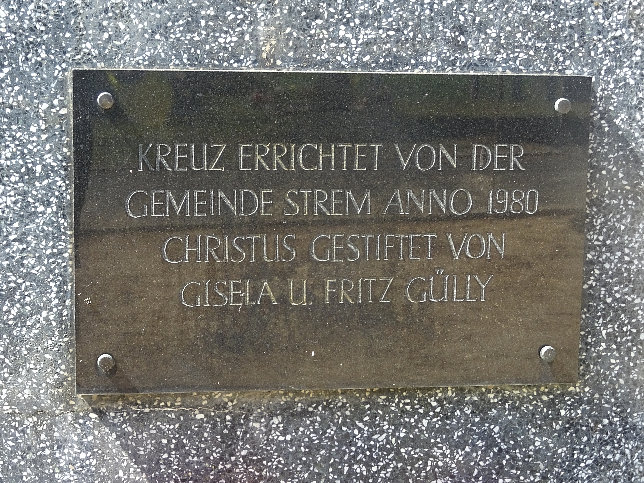 KREUZ ERRICHTET VON DER
GEMEINDE STREM ANNO 1980
CHRISTUS GESTIFTET VON
GISELA U. FRITZ GÜLLY